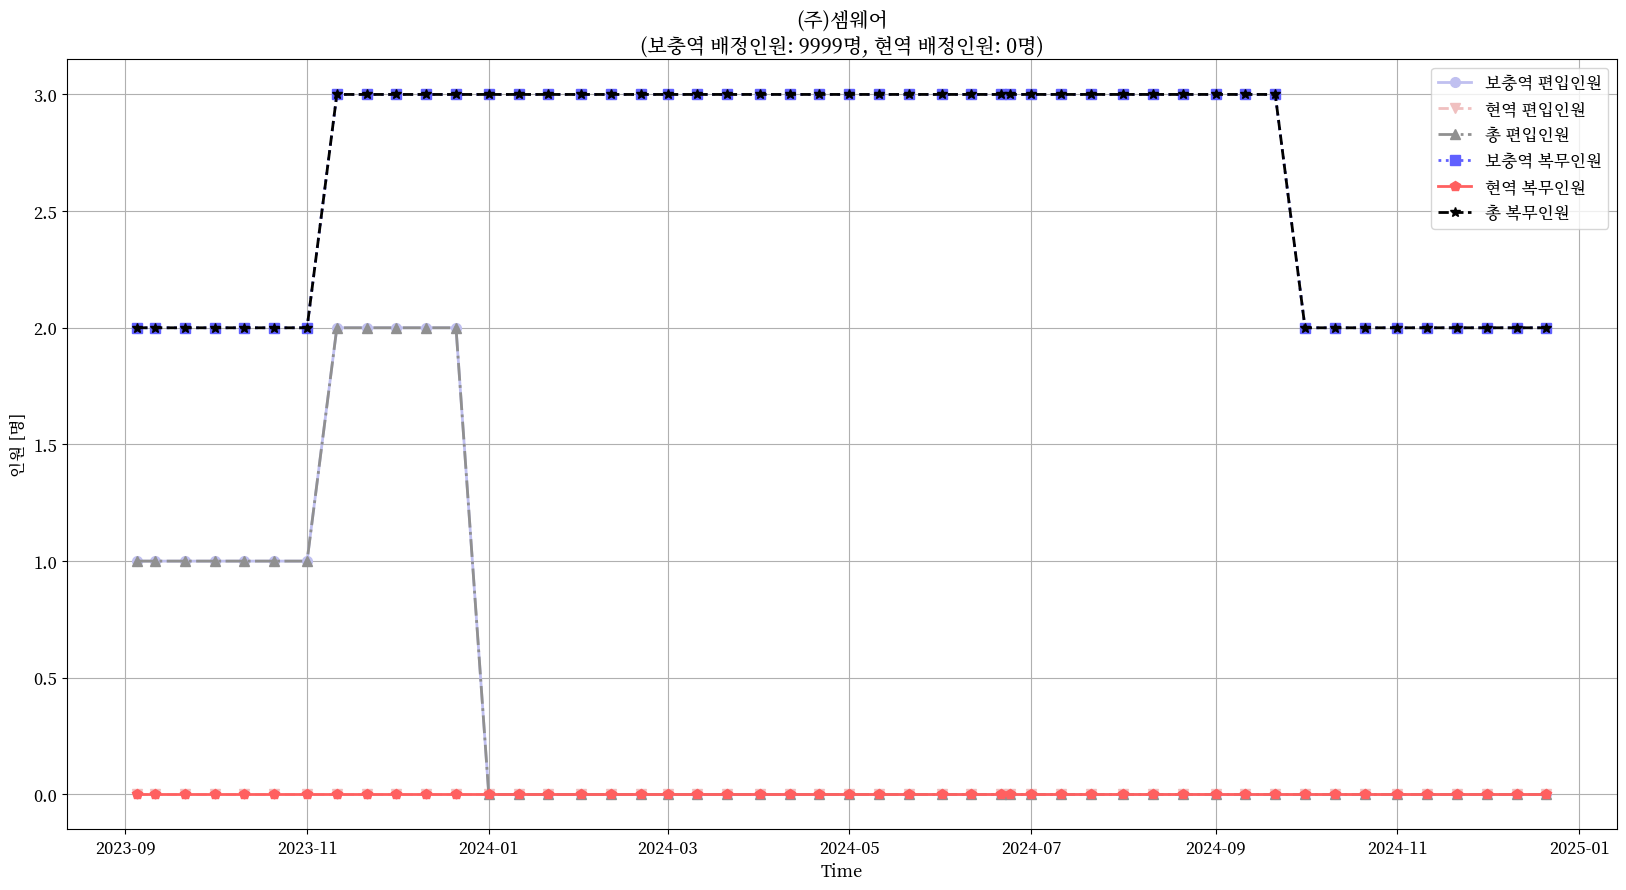 (주)셈웨어
(보충역 배정인원: 9999명, 현역 배정인원: 0명)
보충역 편입인원
현역 편입인원
총 편입인원
보충역 복무인원
현역 복무인원
총 복무인원
인원 [명]
3.0
2.5
2.0
1.5
1.0
0.5
0.0
2023-09 2023-11 2024-01 2024-03 2024-05 2024-07 2024-09 2024-11 2025-01
Time